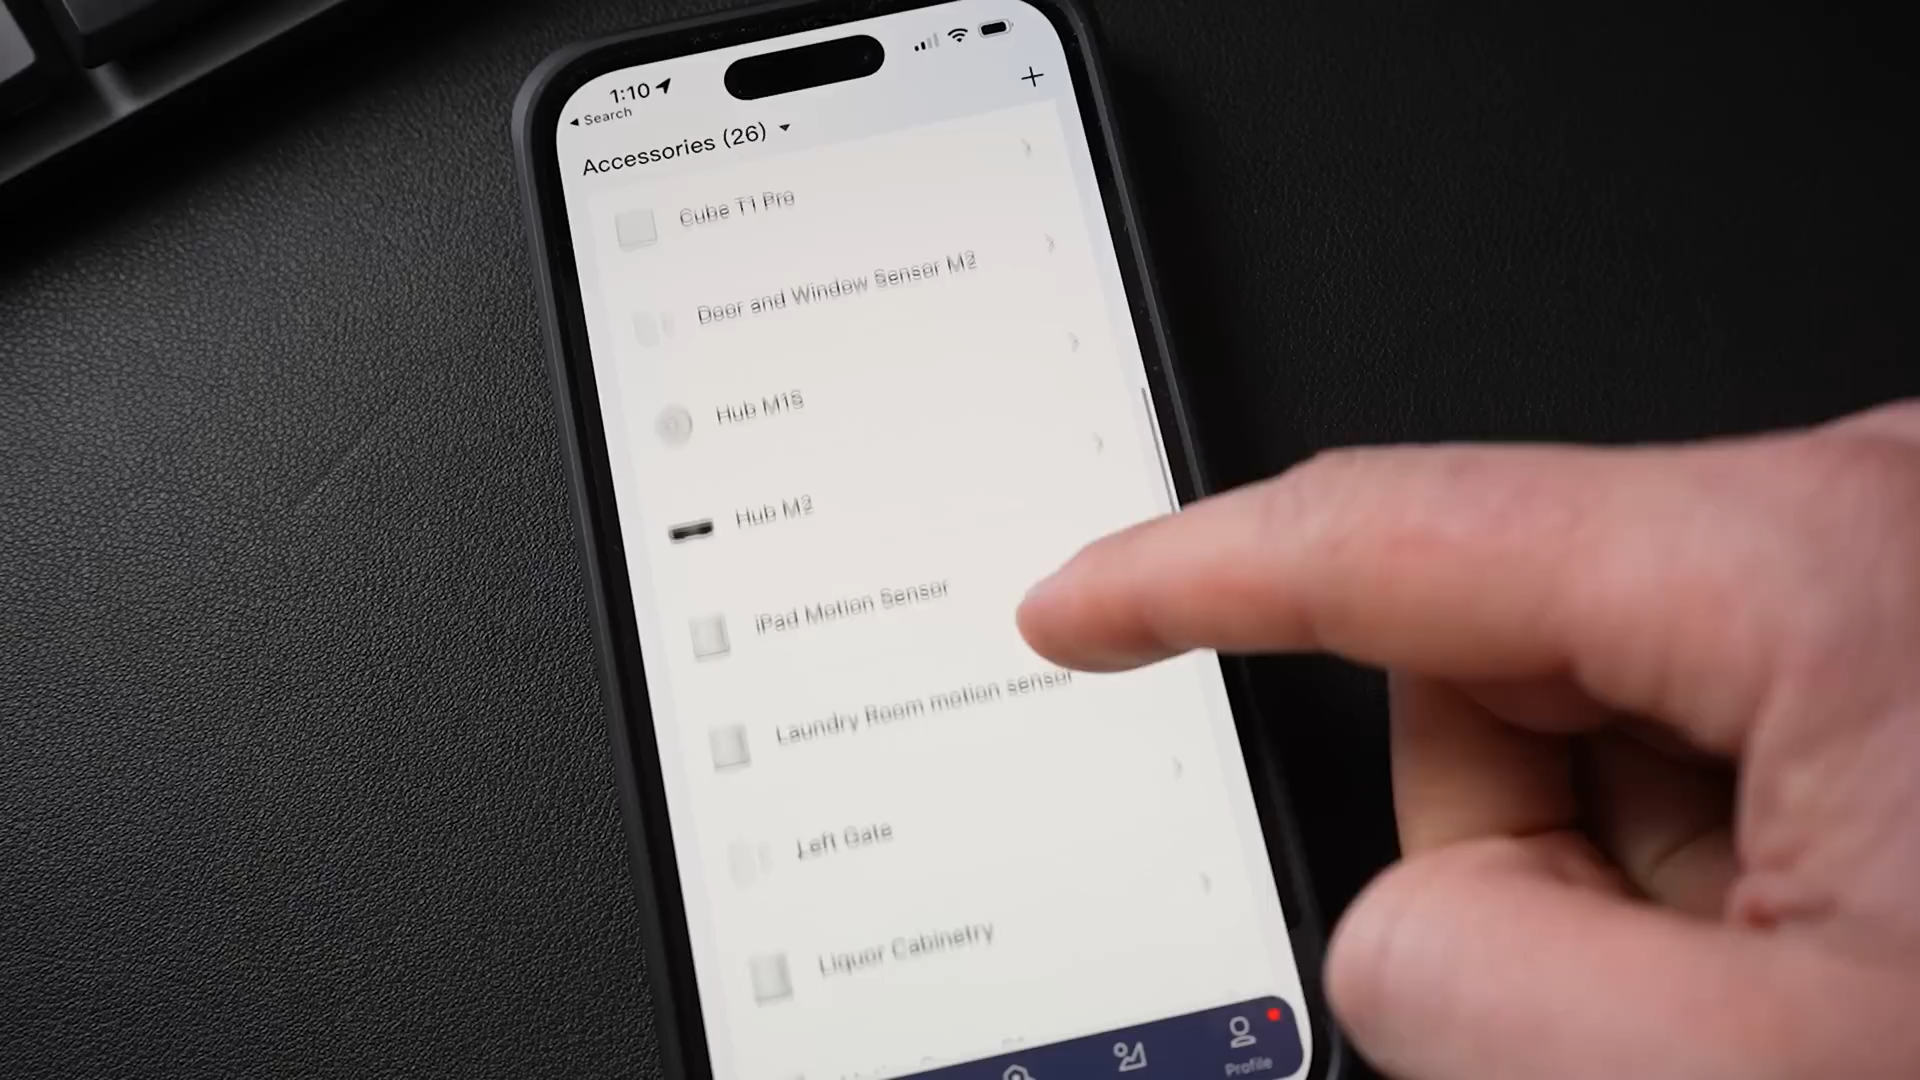 1:10
Search
Accessories (26)
Cube T1 Pro
Door and Window Sensor M2
Hub M1S
Hub M2
iPad Motion Sensor
Laundry Room motion sensor
Left Gate
Liquor Cabinetry
Profile